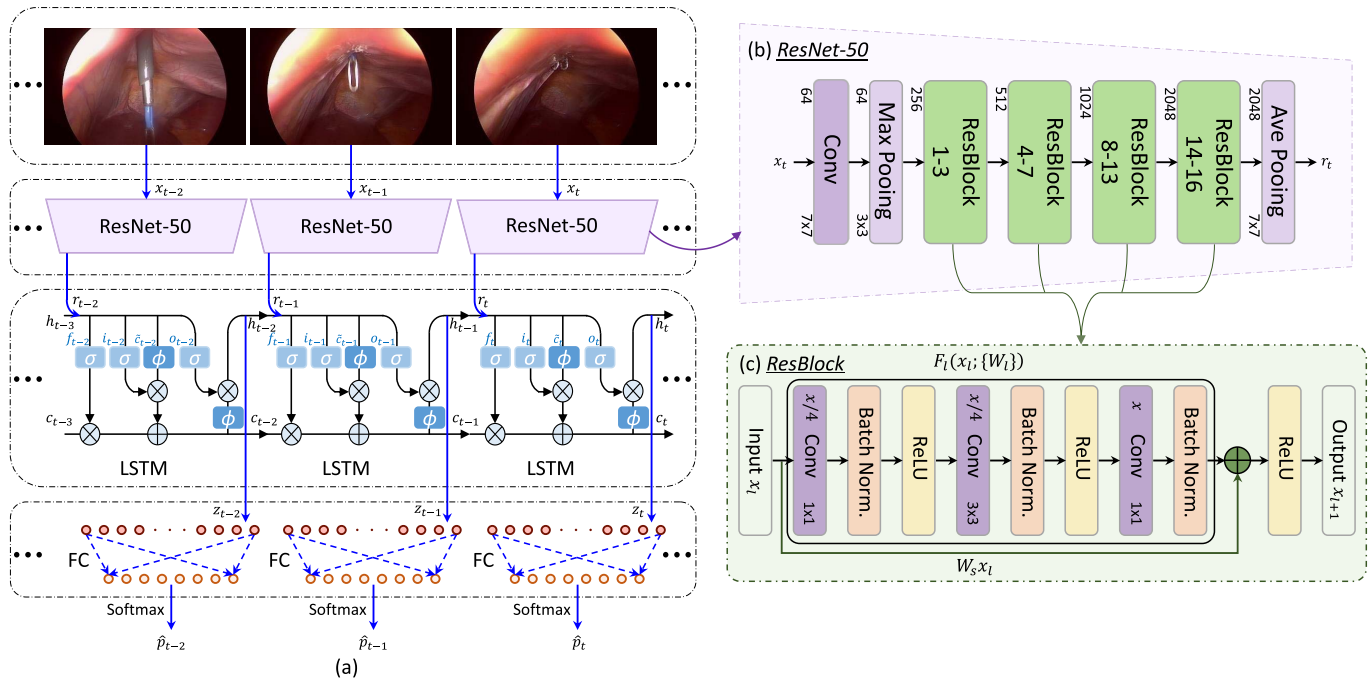 x_{t-2} x_{t-1} x_t
ResNet-50 ResNet-50 ResNet-50
r_{t-2} r_{t-1} r_t
h_{t-3} h_{t-2} h_{t-1} h_t
f_{t-2} i_{t-2} c̃_{t-2} o_{t-2} f_{t-1} i_{t-1} c̃_{t-1} o_{t-1} f_t i_t c̃_t o_t
σ σ ϕ σ σ σ ϕ σ σ σ ϕ σ
ϕ ϕ ϕ
c_{t-3} c_{t-2} c_{t-1} c_t
LSTM LSTM LSTM
z_{t-2} z_{t-1} z_t
FC FC FC
Softmax Softmax Softmax
p̂_{t-2} p̂_{t-1} p̂_t
(a)
(b) ResNet-50
x_t
64 Conv 7x7
64 Max Pooing 3x3
256 ResBlock 1-3
512 ResBlock 4-7
1024 ResBlock 8-13
2048 ResBlock 14-16
2048 Ave Pooing 7x7
r_t
(c) ResBlock
F_l(x_l; {W_l})
Input x_l
x/4 Conv 1x1
Batch Norm.
ReLU
x/4 Conv 3x3
Batch Norm.
ReLU
x Conv 1x1
Batch Norm.
ReLU
Output x_{l+1}
W_s x_l